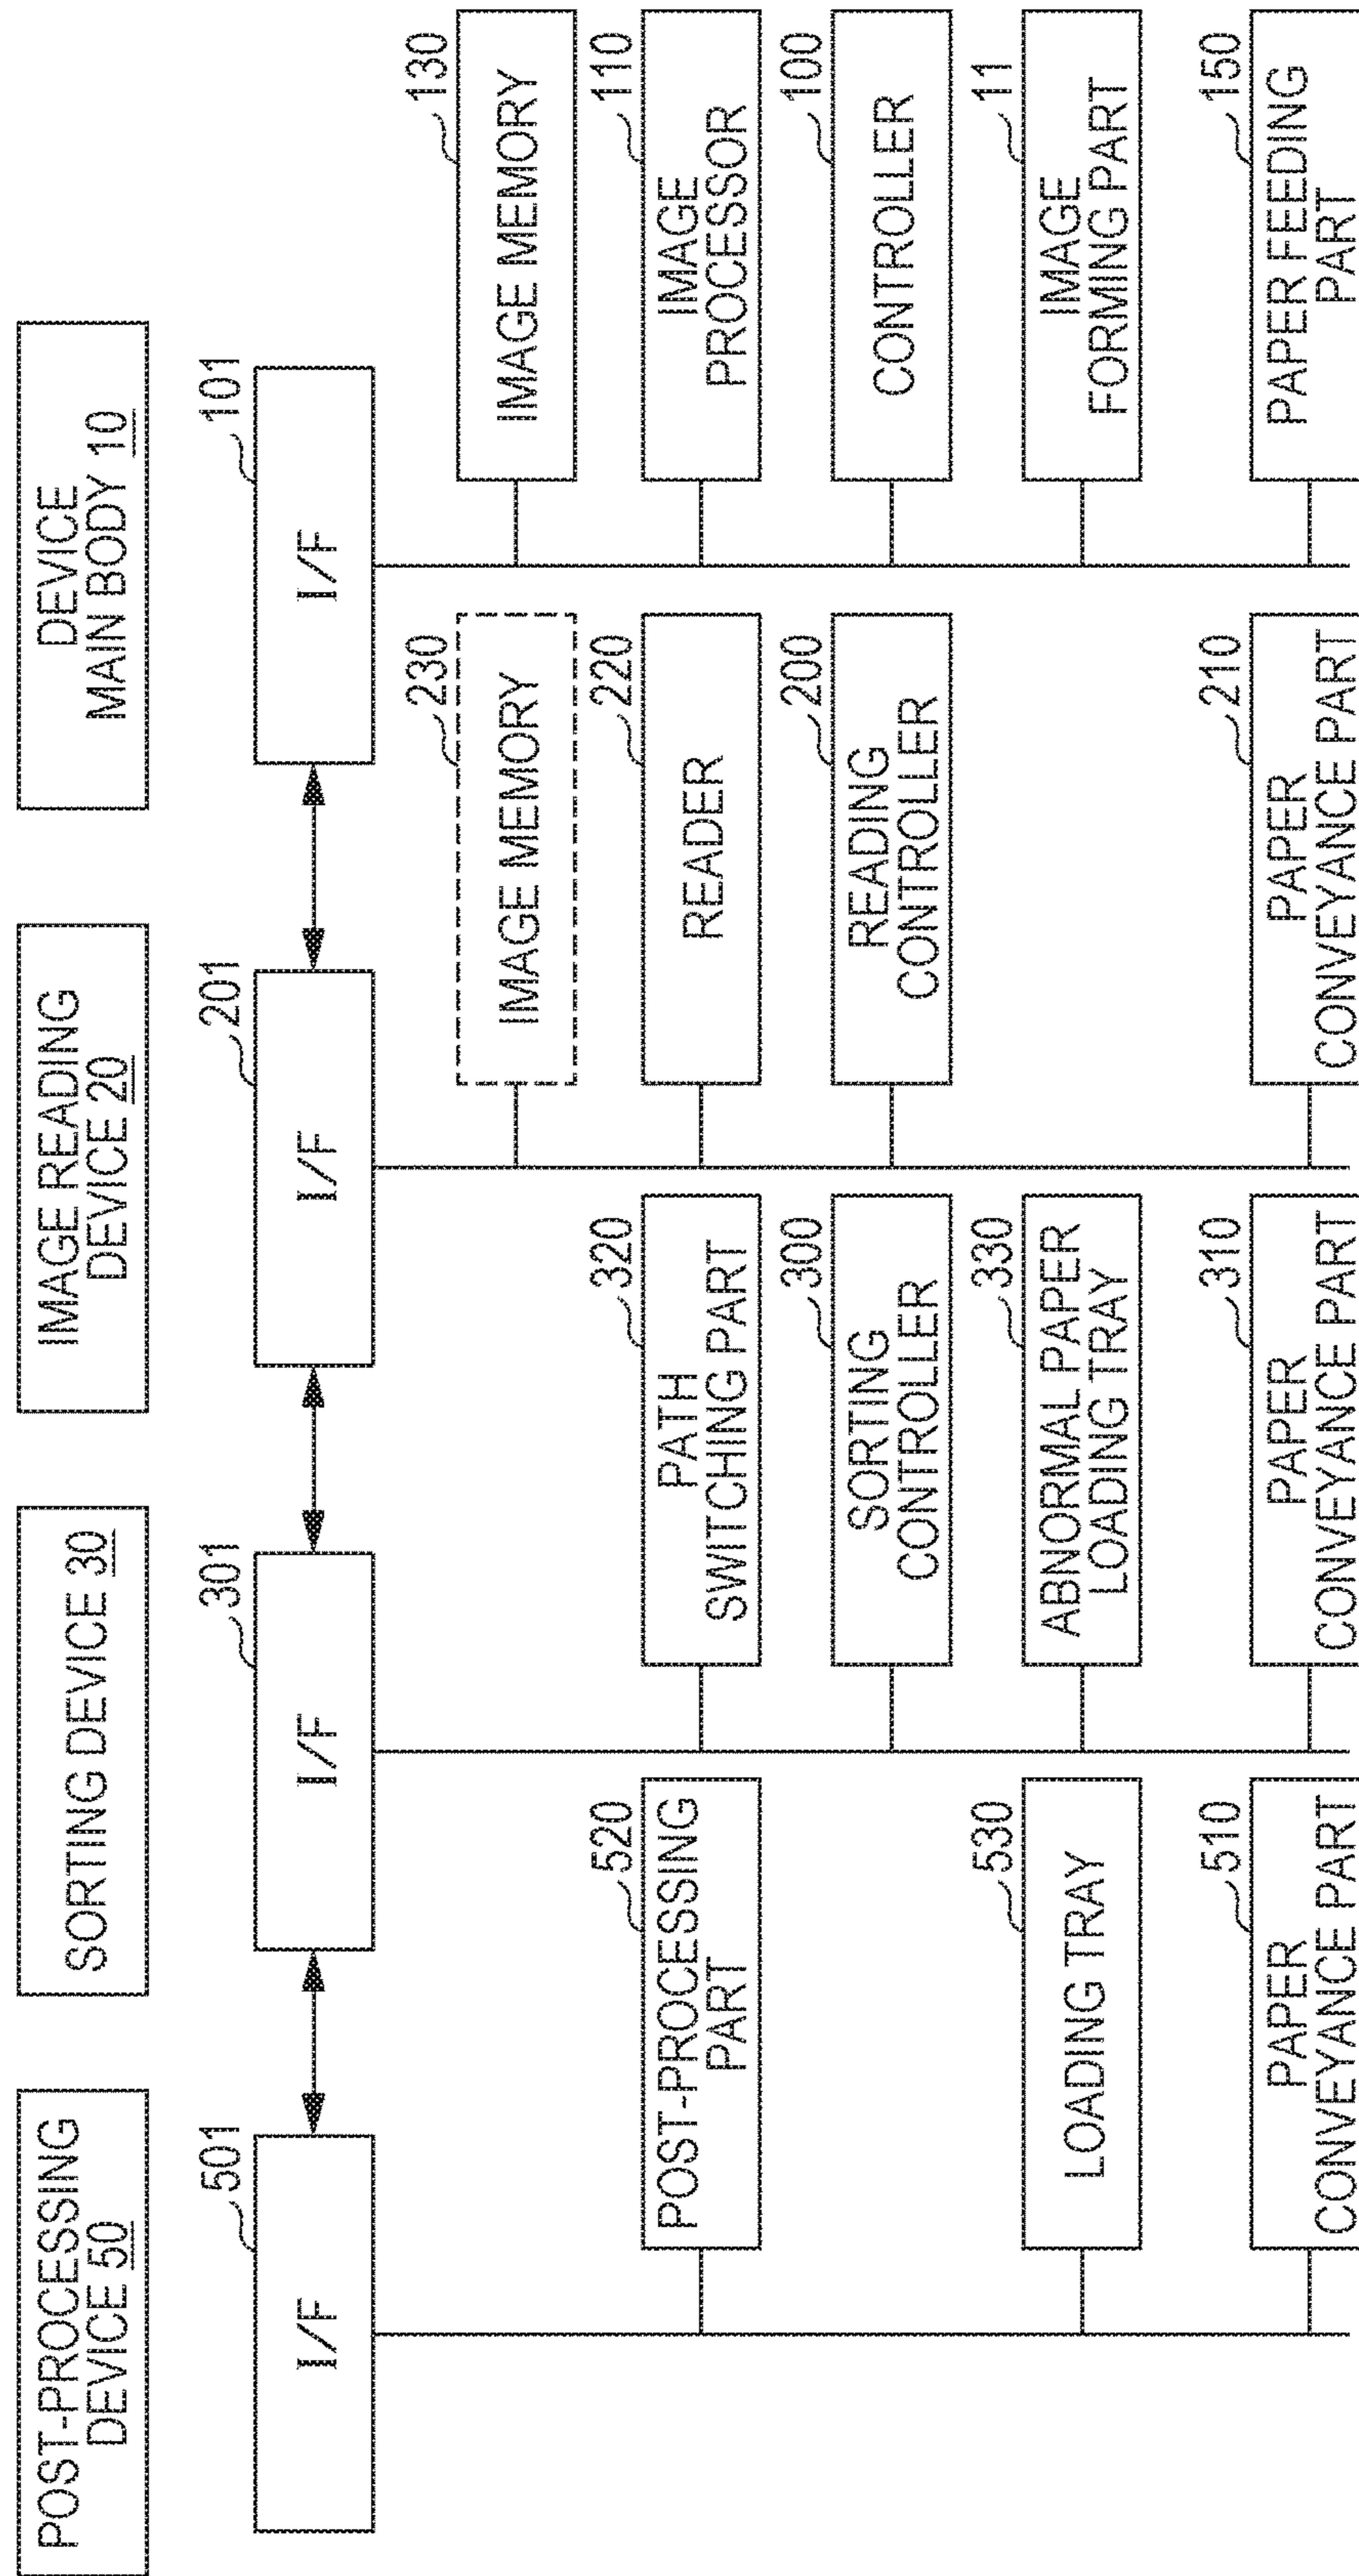 POST-PROCESSING
DEVICE 50
SORTING DEVICE 30
IMAGE READING
DEVICE 20
DEVICE
MAIN BODY 10
501
I/F
301
I/F
201
I/F
101
I/F
230
IMAGE MEMORY
130
IMAGE MEMORY
520
POST-PROCESSING
PART
320
PATH
SWITCHING PART
220
READER
110
IMAGE
PROCESSOR
300
SORTING
CONTROLLER
200
READING
CONTROLLER
100
CONTROLLER
530
LOADING TRAY
330
ABNORMAL PAPER
LOADING TRAY
11
IMAGE
FORMING PART
510
PAPER
CONVEYANCE PART
310
PAPER
CONVEYANCE PART
210
PAPER
CONVEYANCE PART
150
PAPER FEEDING
PART